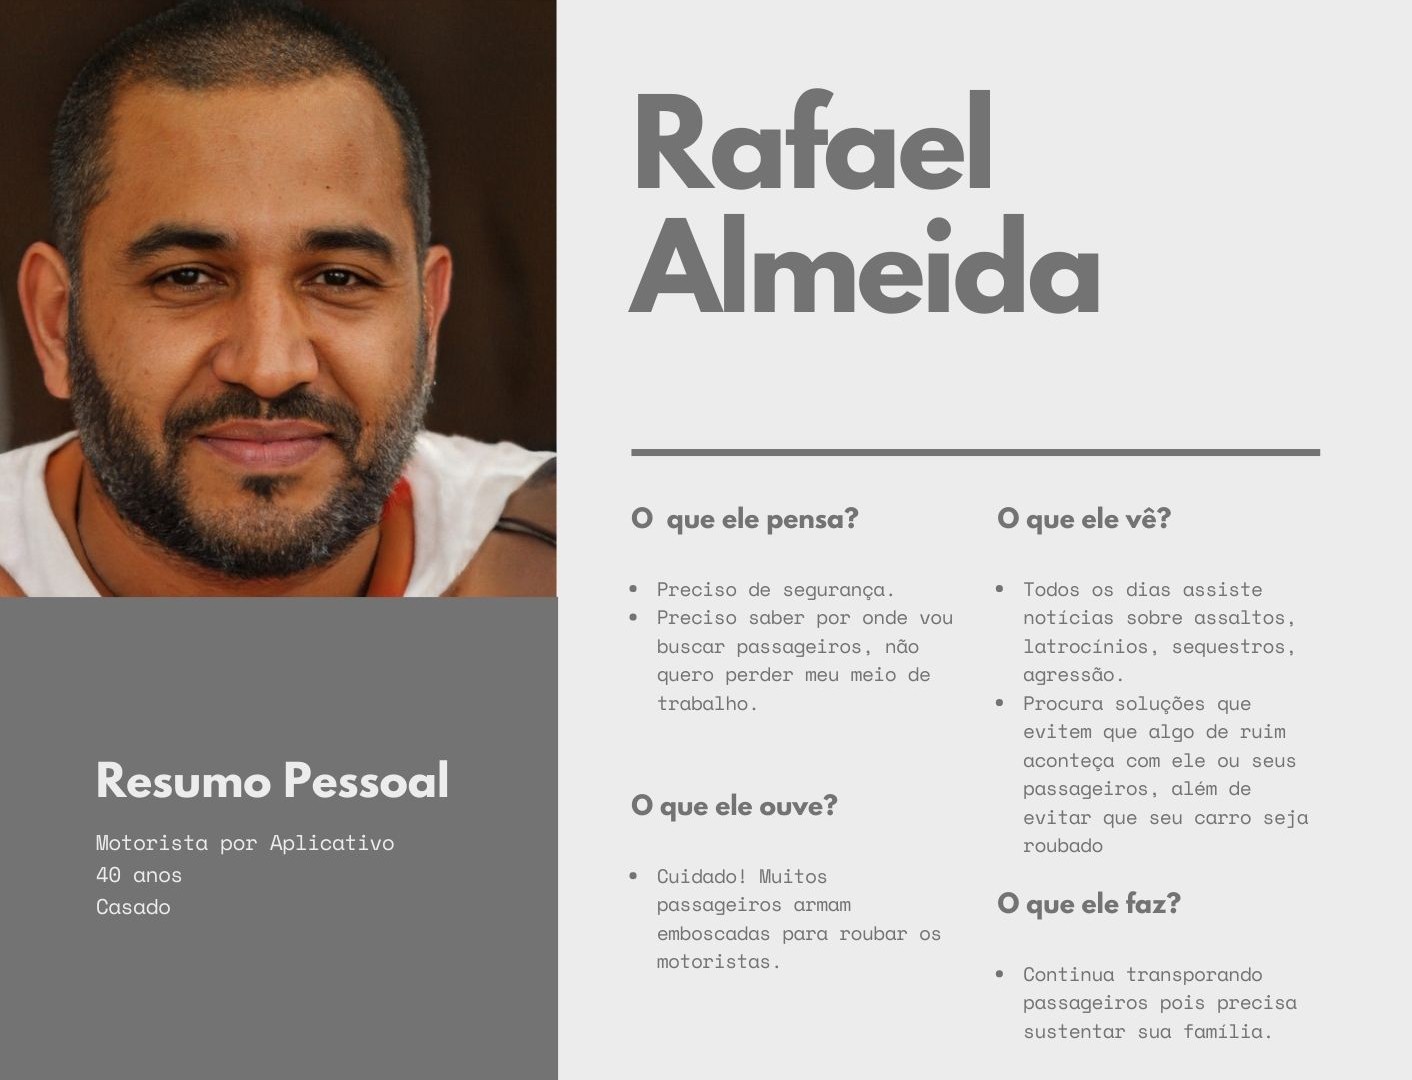 Rafael
Almeida
O que ele pensa?
Preciso de segurança.
Preciso saber por onde vou
buscar passageiros, não
quero perder meu meio de
trabalho.
O que ele ouve?
Cuidado! Muitos
passageiros armam
emboscadas para roubar os
motoristas.
O que ele vê?
Todos os dias assiste
notícias sobre assaltos,
latrocínios, sequestros,
agressão.
Procura soluções que
evitem que algo de ruim
aconteça com ele ou seus
passageiros, além de
evitar que seu carro seja
roubado
O que ele faz?
Continua transporando
passageiros pois precisa
sustentar sua família.
Resumo Pessoal
Motorista por Aplicativo
40 anos
Casado